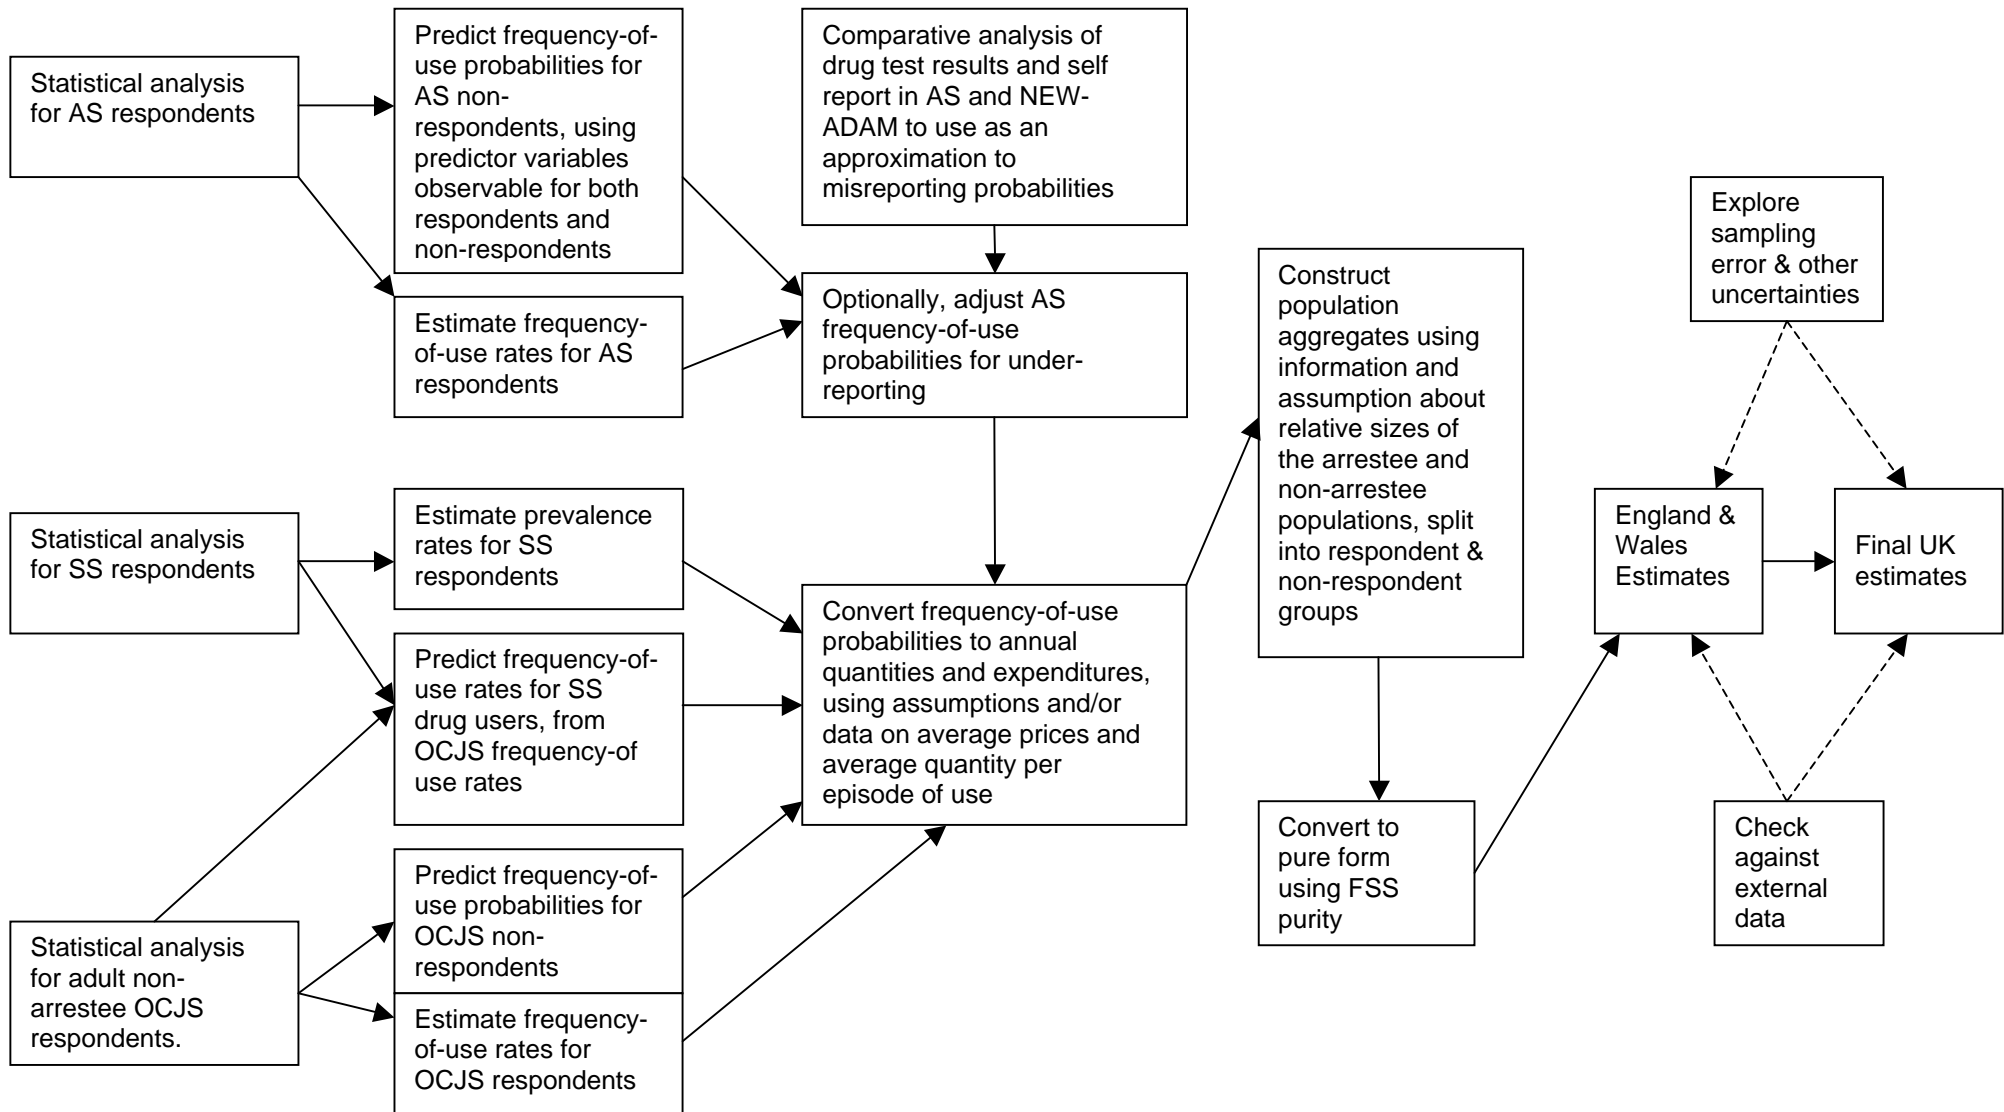 Statistical analysis
for AS respondents
Predict frequency-of-
use probabilities for
AS non-
respondents, using
predictor variables
observable for both
respondents and
non-respondents
Comparative analysis of
drug test results and self
report in AS and NEW-
ADAM to use as an
approximation to
misreporting probabilities
Estimate frequency-
of-use rates for AS
respondents
Optionally, adjust AS
frequency-of-use
probabilities for under-
reporting
Statistical analysis
for SS respondents
Estimate prevalence
rates for SS
respondents
Predict frequency-of-
use rates for SS
drug users, from
OCJS frequency-of
use rates
Convert frequency-of-use
probabilities to annual
quantities and expenditures,
using assumptions and/or
data on average prices and
average quantity per
episode of use
Statistical analysis
for adult non-
arrestee OCJS
respondents.
Predict frequency-of-
use probabilities for
OCJS non-
respondents
Estimate frequency-
of-use rates for
OCJS respondents
Construct
population
aggregates using
information and
assumption about
relative sizes of
the arrestee and
non-arrestee
populations, split
into respondent &
non-respondent
groups
Convert to
pure form
using FSS
purity
Explore
sampling
error & other
uncertainties
England &
Wales
Estimates
Final UK
estimates
Check
against
external
data